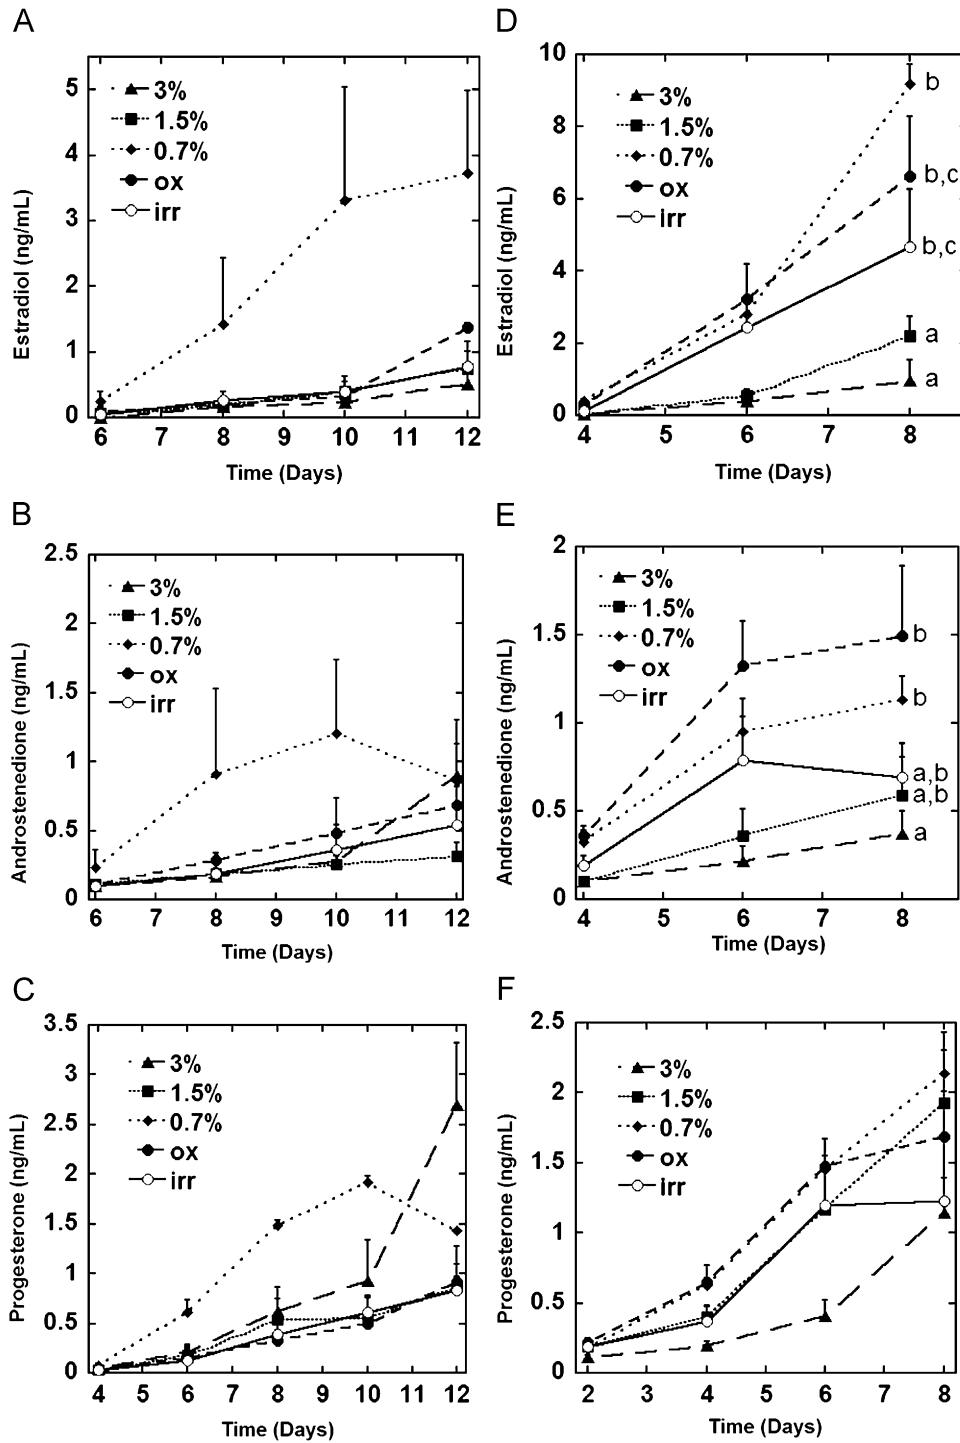 A
5
4
3
2
1
0
6
7
8
9
10
11
12
3%
1.5%
0.7%
ox
irr
Estradiol (ng/mL)
Time (Days)
D
10
8
6
4
2
0
4
5
6
7
8
3%
1.5%
0.7%
ox
irr
b
b,c
b,c
a
a
Estradiol (ng/mL)
Time (Days)
B
2.5
2
1.5
1
0.5
0
6
7
8
9
10
11
12
3%
1.5%
0.7%
ox
irr
Androstenedione (ng/mL)
Time (Days)
E
2
1.5
1
0.5
0
4
5
6
7
8
3%
1.5%
0.7%
ox
irr
b
b
a,b
a,b
a
Androstenedione (ng/mL)
Time (Days)
C
3.5
3
2.5
2
1.5
1
0.5
0
4
5
6
7
8
9
10
11
12
3%
1.5%
0.7%
ox
irr
Progesterone (ng/mL)
Time (Days)
F
2.5
2
1.5
1
0.5
0
2
3
4
5
6
7
8
3%
1.5%
0.7%
ox
irr
Progesterone (ng/mL)
Time (Days)